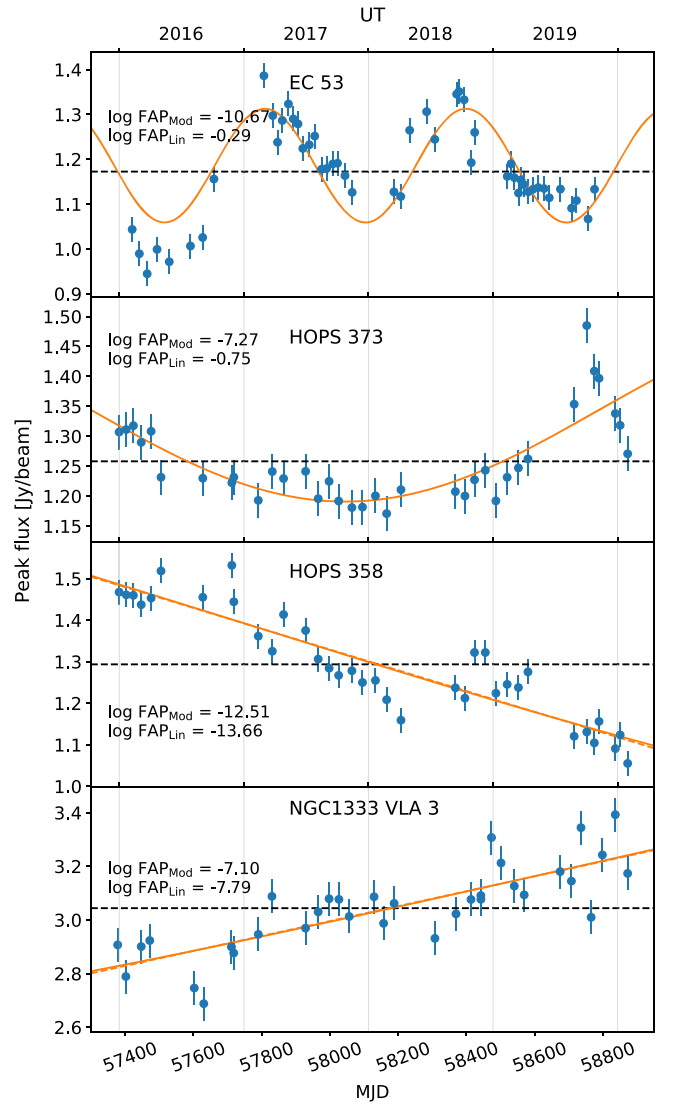 UT
2016 2017 2018 2019
EC 53
log FAP_Mod = -10.67
log FAP_Lin = -0.29
1.4
1.3
1.2
1.1
1.0
0.9
HOPS 373
log FAP_Mod = -7.27
log FAP_Lin = -0.75
1.50
1.45
1.40
1.35
1.30
1.25
1.20
1.15
Peak flux [Jy/beam]
HOPS 358
log FAP_Mod = -12.51
log FAP_Lin = -13.66
1.5
1.4
1.3
1.2
1.1
1.0
NGC1333 VLA 3
log FAP_Mod = -7.10
log FAP_Lin = -7.79
3.4
3.2
3.0
2.8
2.6
57400 57600 57800 58000 58200 58400 58600 58800
MJD